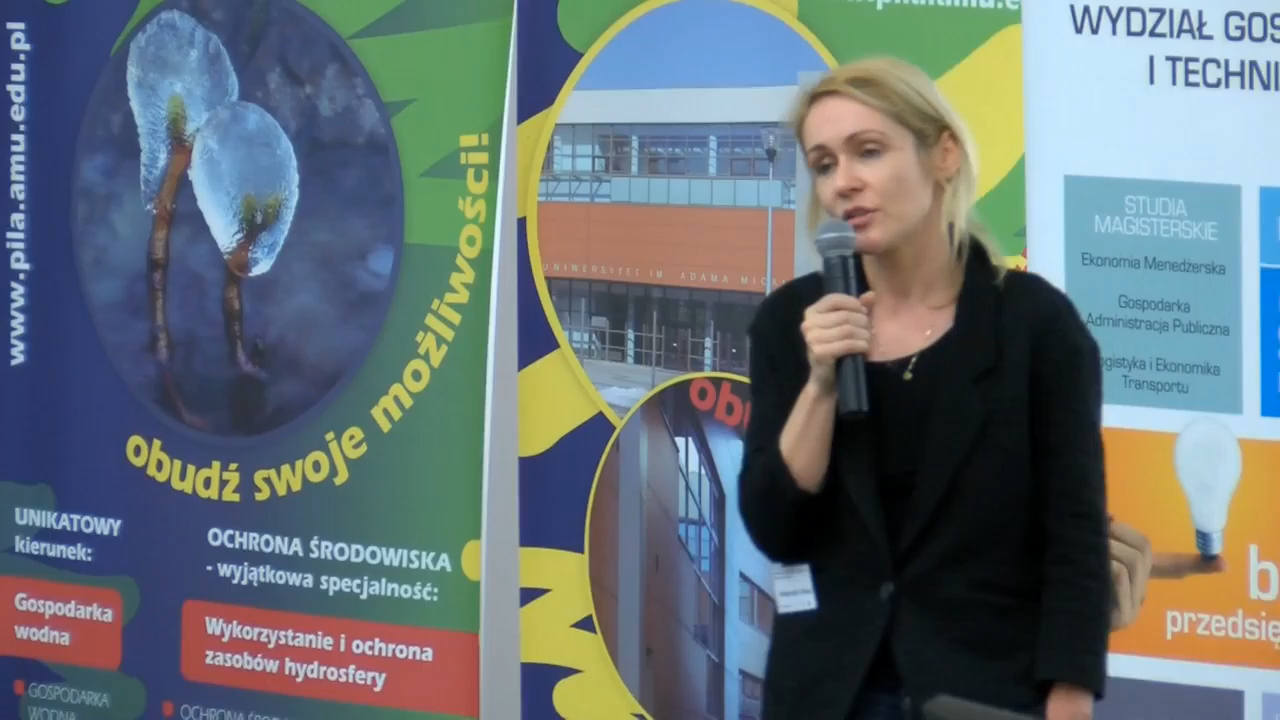 www.pila.amu.edu.pl
obudź swoje możliwości!
UNIKATOWY
kierunek:
Gospodarka
wodna
GOSPODARKA
WODNA
OCHRONA ŚRODOWISKA
- wyjątkowa specjalność:
Wykorzystanie i ochrona
zasobów hydrosfery
UNIWERSYTET IM. ADAMA MICK
WYDZIAŁ GOS
I TECHNI
STUDIA
MAGISTERSKIE
Ekonomia Menedżerska
Gospodarka
Administracja Publiczna
ogistyka i Ekonomika
Transportu
b
przedsię